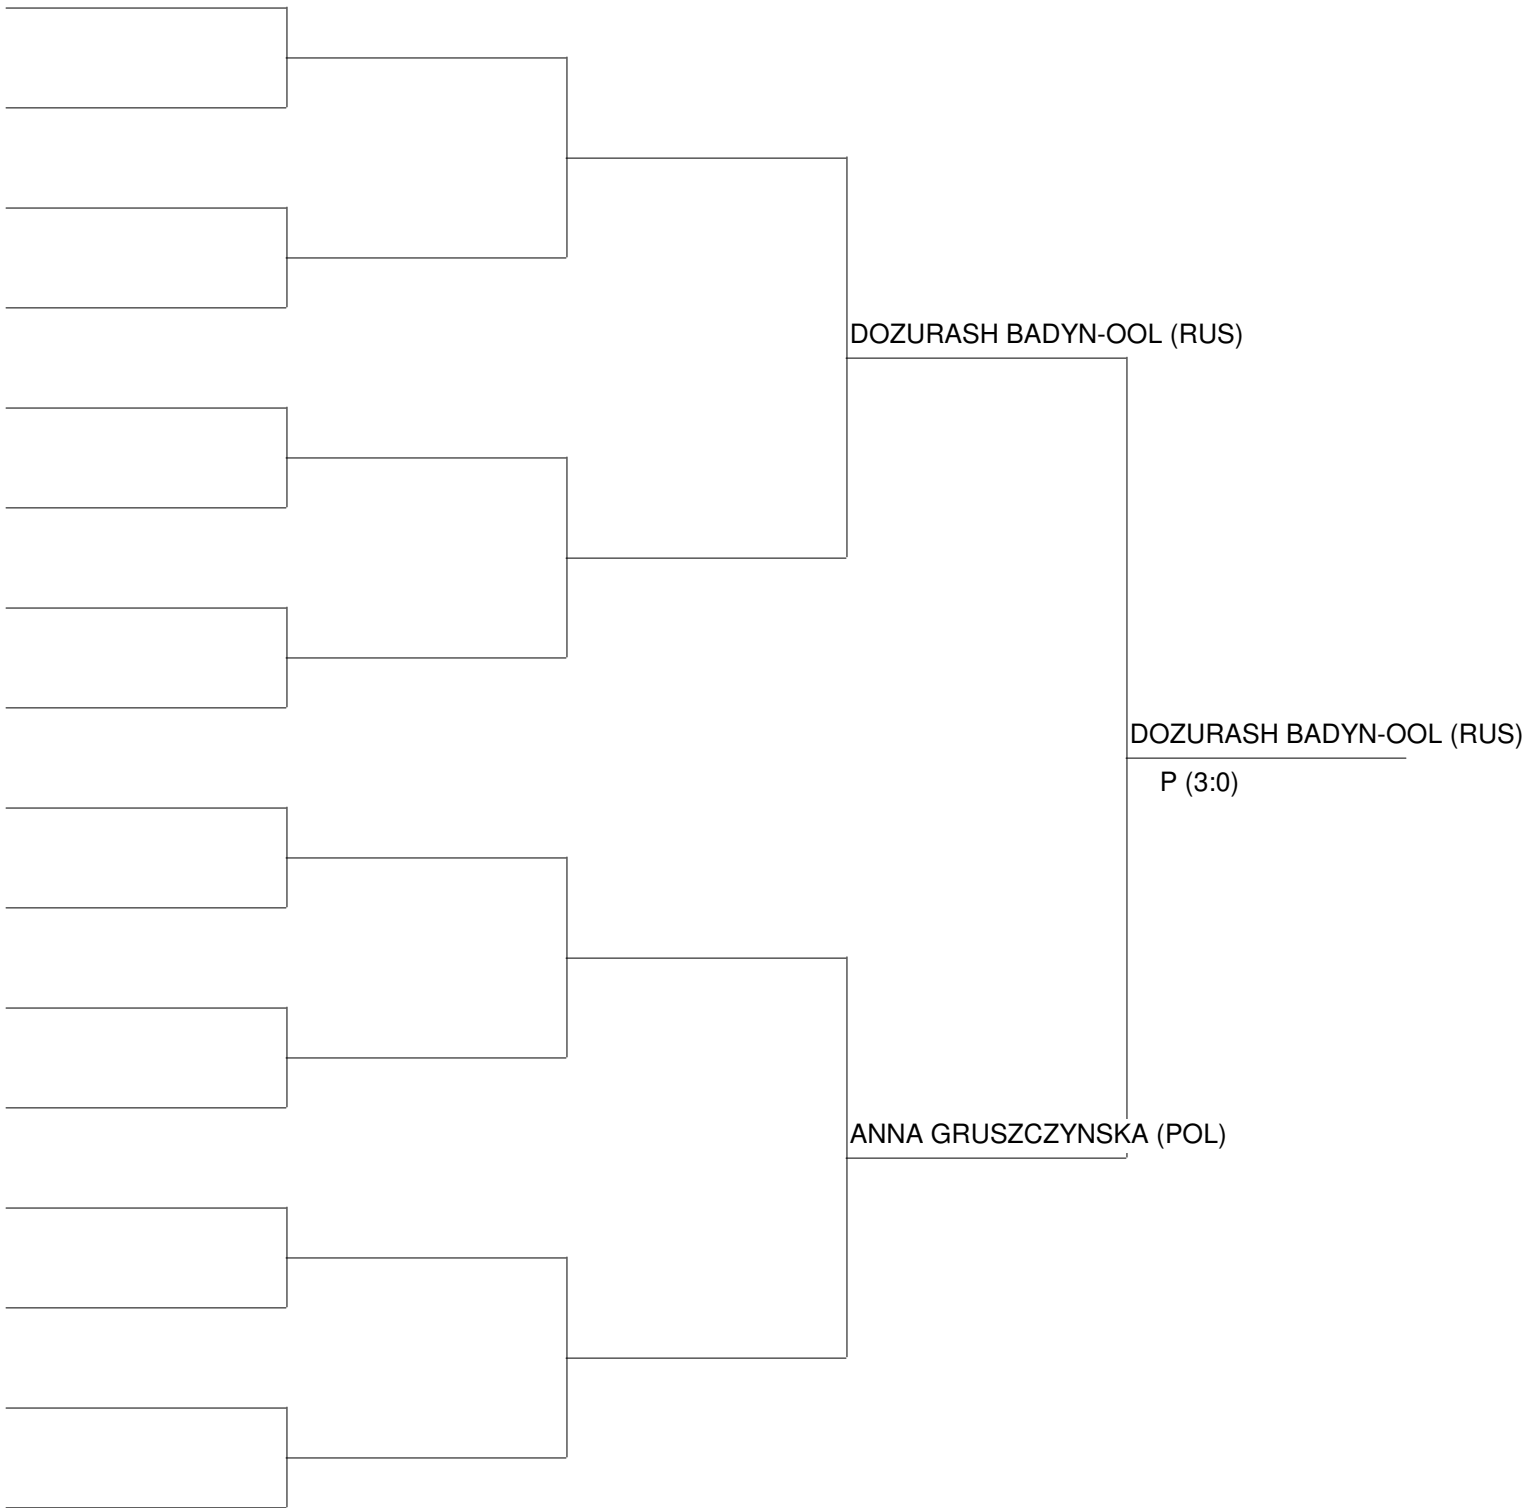 DOZURASH BADYN-OOL (RUS)
DOZURASH BADYN-OOL (RUS)
P (3:0)
ANNA GRUSZCZYNSKA (POL)